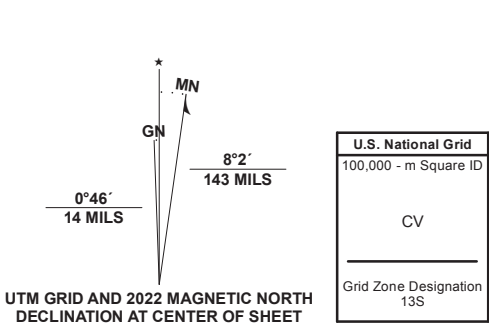 ★
MN
GN
8°2´
143 MILS
0°46´
14 MILS
UTM GRID AND 2022 MAGNETIC NORTH
DECLINATION AT CENTER OF SHEET
U.S. National Grid
100,000 - m Square ID
CV
Grid Zone Designation
13S